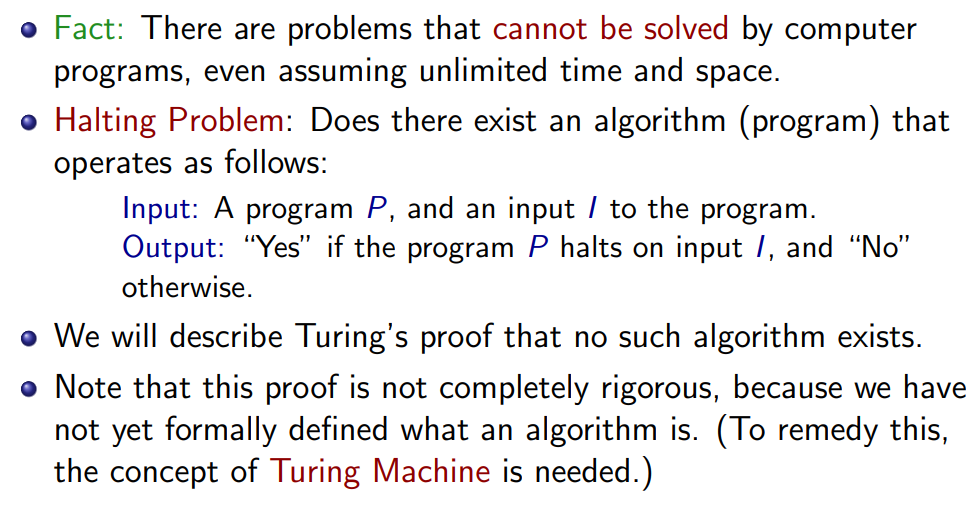 Fact: There are problems that cannot be solved by computer
programs, even assuming unlimited time and space.
Halting Problem: Does there exist an algorithm (program) that
operates as follows:
Input: A program P, and an input I to the program.
Output: “Yes” if the program P halts on input I, and “No”
otherwise.
We will describe Turing’s proof that no such algorithm exists.
Note that this proof is not completely rigorous, because we have
not yet formally defined what an algorithm is. (To remedy this,
the concept of Turing Machine is needed.)